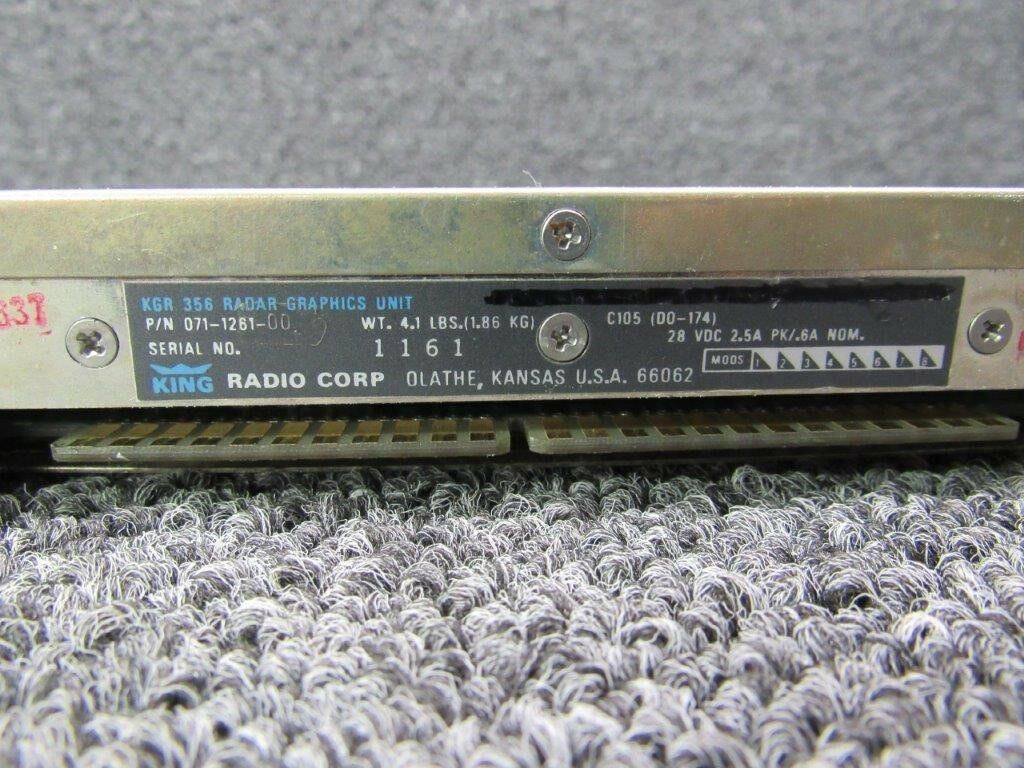 KGR 356 RADAR GRAPHICS UNIT
P/N 071-1261-00 WT. 4.1 LBS.(1.86 KG) C105 (DO-174)
28 VDC 2.5A PK/.6A NOM.
SERIAL NO. 1161
MODS 1 2 3 4 5 6 7 8
KING RADIO CORP OLATHE, KANSAS U.S.A. 66062